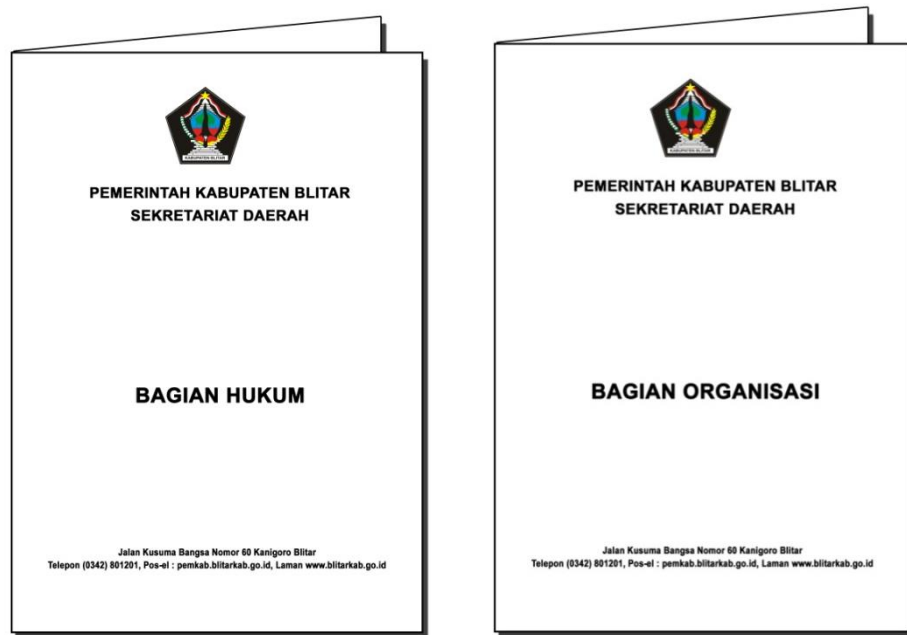 KABUPATEN BLITAR
PEMERINTAH KABUPATEN BLITAR
SEKRETARIAT DAERAH
BAGIAN HUKUM
Jalan Kusuma Bangsa Nomor 60 Kanigoro Blitar
Telepon (0342) 801201, Pos-el : pemkab.blitarkab.go.id, Laman www.blitarkab.go.id
KABUPATEN BLITAR
PEMERINTAH KABUPATEN BLITAR
SEKRETARIAT DAERAH
BAGIAN ORGANISASI
Jalan Kusuma Bangsa Nomor 60 Kanigoro Blitar
Telepon (0342) 801201, Pos-el : pemkab.blitarkab.go.id, Laman www.blitarkab.go.id